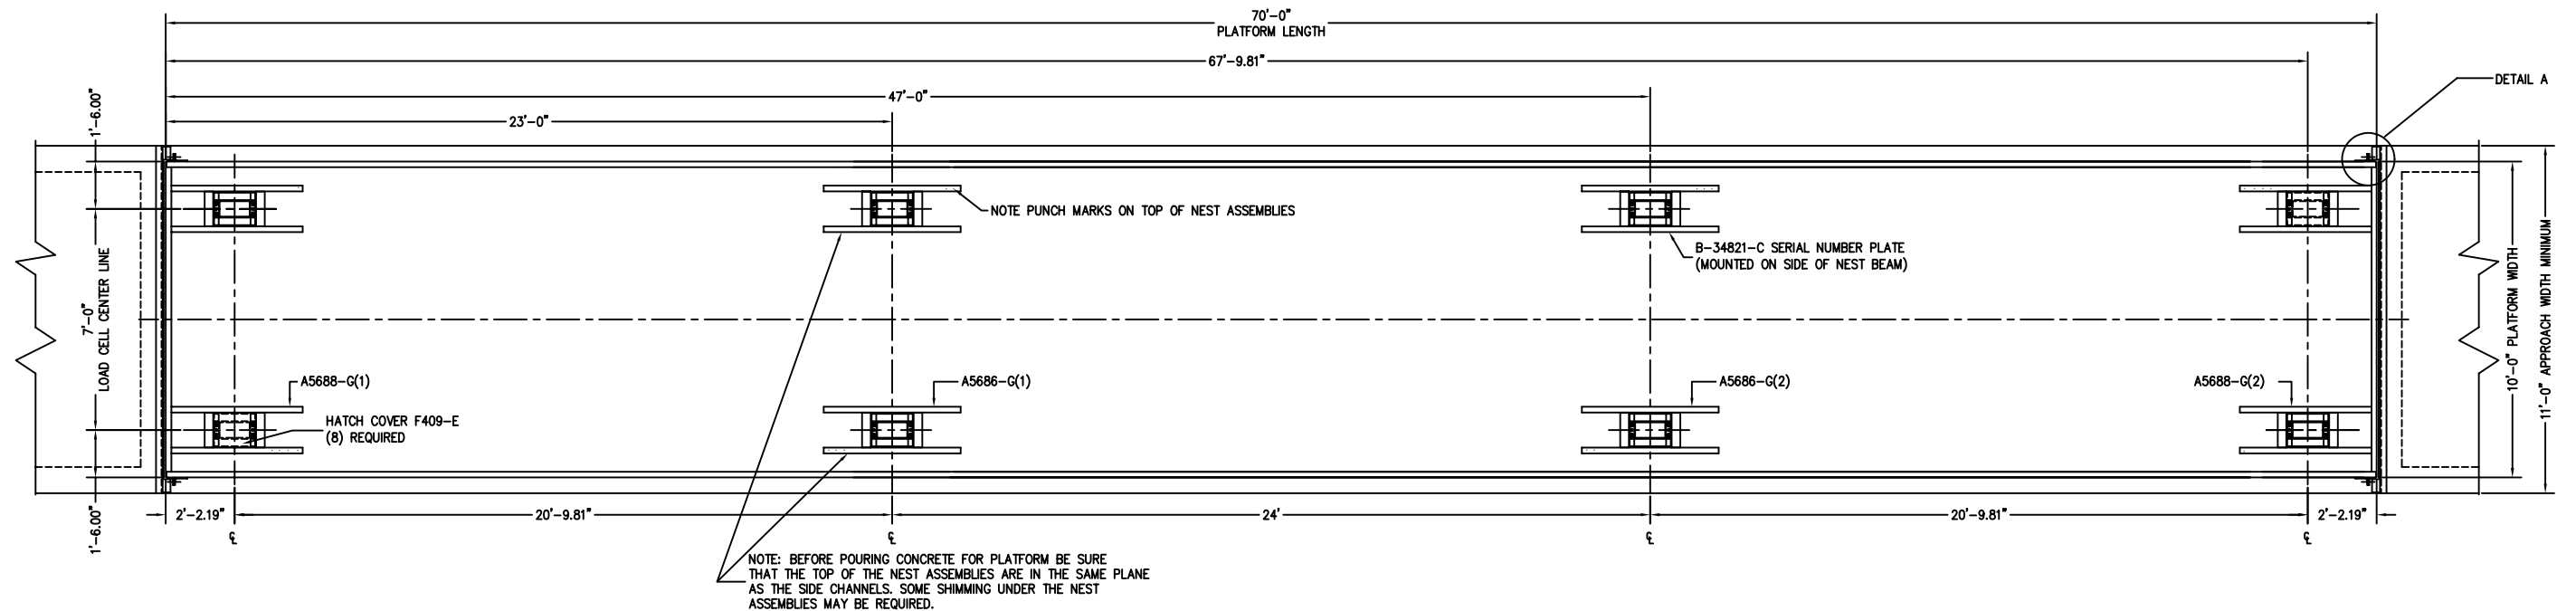 70'-0"
PLATFORM LENGTH
67'-9.81"
47'-0"
23'-0"
DETAIL A
1'-6.00"
NOTE PUNCH MARKS ON TOP OF NEST ASSEMBLIES
B-34821-C SERIAL NUMBER PLATE
(MOUNTED ON SIDE OF NEST BEAM)
7'-0"
LOAD CELL CENTER LINE
10'-0" PLATFORM WIDTH
11'-0" APPROACH WIDTH MINIMUM
A5688-G(1)
A5686-G(1)
A5686-G(2)
A5688-G(2)
HATCH COVER F409-E
(8) REQUIRED
1'-6.00"
2'-2.19"
20'-9.81"
24'
20'-9.81"
2'-2.19"
℄
℄
℄
℄
NOTE: BEFORE POURING CONCRETE FOR PLATFORM BE SURE
THAT THE TOP OF THE NEST ASSEMBLIES ARE IN THE SAME PLANE
AS THE SIDE CHANNELS. SOME SHIMMING UNDER THE NEST
ASSEMBLIES MAY BE REQUIRED.